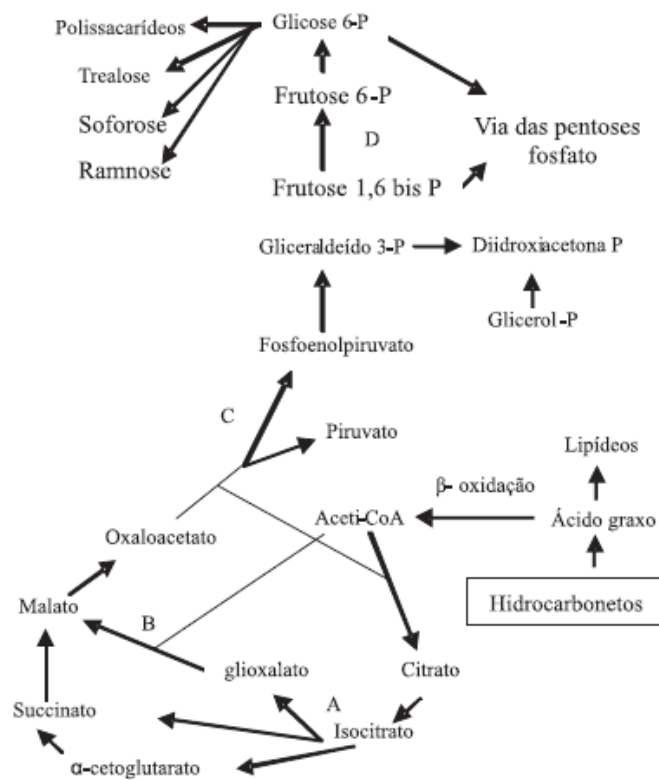 Polissacarídeos
Glicose 6-P
Trealose
Frutose 6-P
Soforose
Via das pentoses
fosfato
D
Ramnose
Frutose 1,6 bis P
Gliceraldeído 3-P
Diidroxiacetona P
Glicerol-P
Fosfoenolpiruvato
C
Piruvato
Lipídeos
β- oxidação
Oxaloacetato
Aceti-CoA
Ácido graxo
Malato
B
Hidrocarbonetos
glioxalato
Citrato
A
Succinato
Isocitrato
α-cetoglutarato